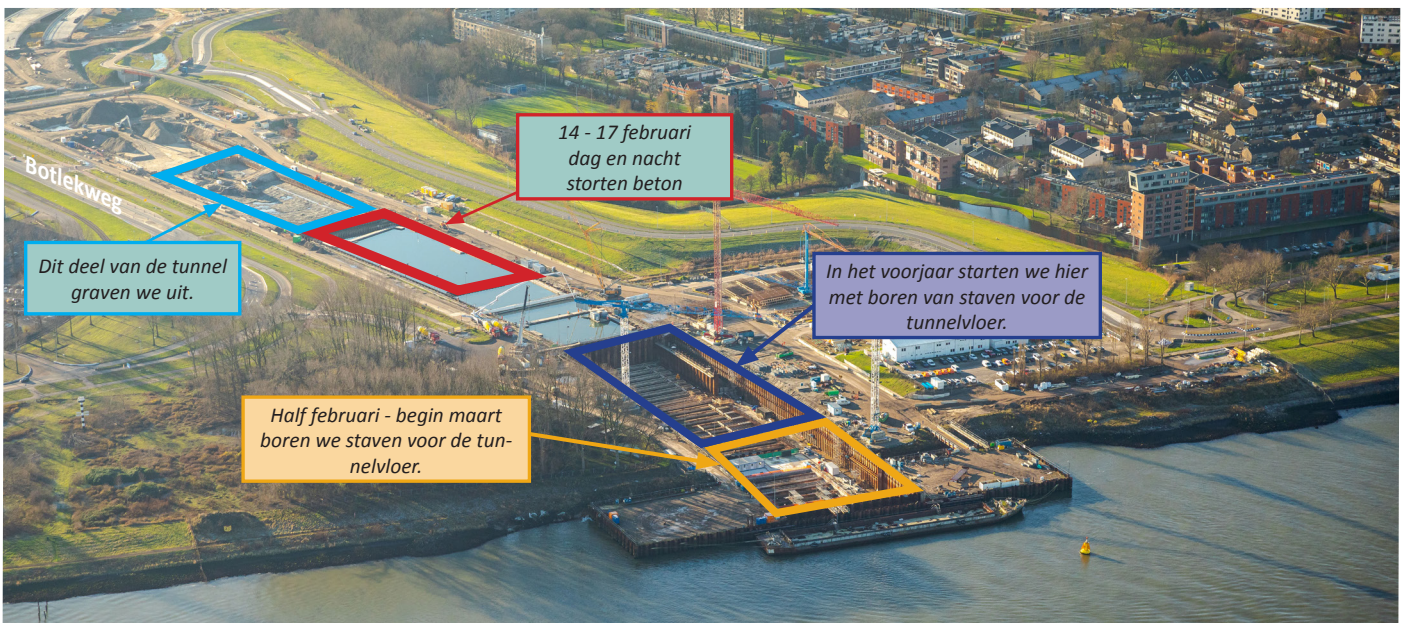 14 - 17 februari
dag en nacht
storten beton
Botlekweg
Dit deel van de tunnel
graven we uit.
In het voorjaar starten we hier
met boren van staven voor de
tunnelvloer.
Half februari - begin maart
boren we staven voor de tun-
nelvloer.